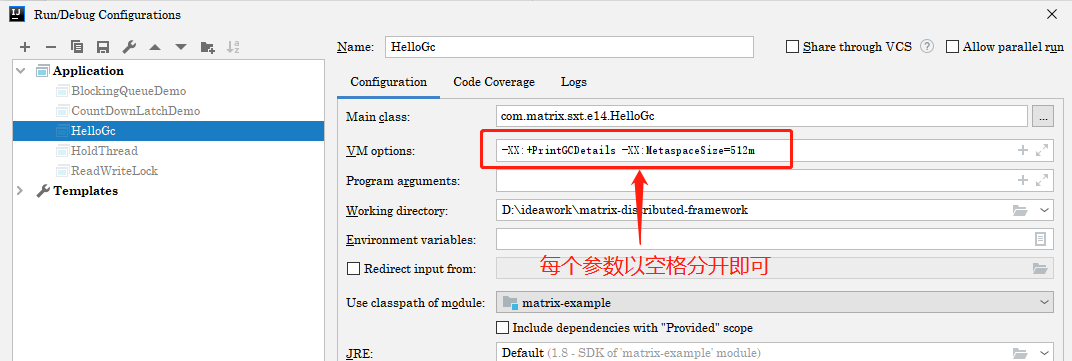 Run/Debug Configurations
Name: HelloGc
Share through VCS ? Allow parallel run
Application
BlockingQueueDemo
CountDownLatchDemo
HelloGc
HoldThread
ReadWriteLock
Templates
Configuration Code Coverage Logs
Main class: com.matrix.sxt.e14.HelloGc ...
VM options: -XX:+PrintGCDetails -XX:MetaspaceSize=512m
Program arguments:
Working directory: D:\ideawork\matrix-distributed-framework
Environment variables:
Redirect input from:
每个参数以空格分开即可
Use classpath of module: matrix-example
Include dependencies with "Provided" scope
JRE: Default (1.8 - SDK of 'matrix-example' module)